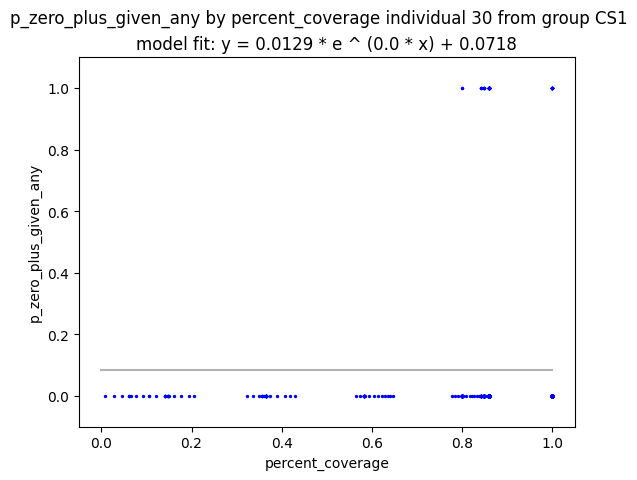 p_zero_plus_given_any by percent_coverage individual 30 from group CS1
model fit: y = 0.0129 * e ^ (0.0 * x) + 0.0718
1.0
0.8
0.6
0.4
0.2
0.0
p_zero_plus_given_any
0.0 0.2 0.4 0.6 0.8 1.0
percent_coverage